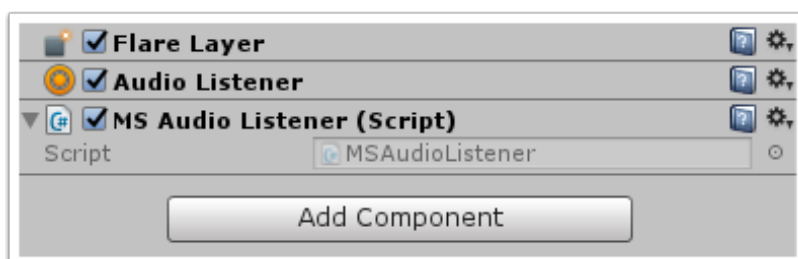 Flare Layer
Audio Listener
MS Audio Listener (Script)
Script MSAudioListener
Add Component